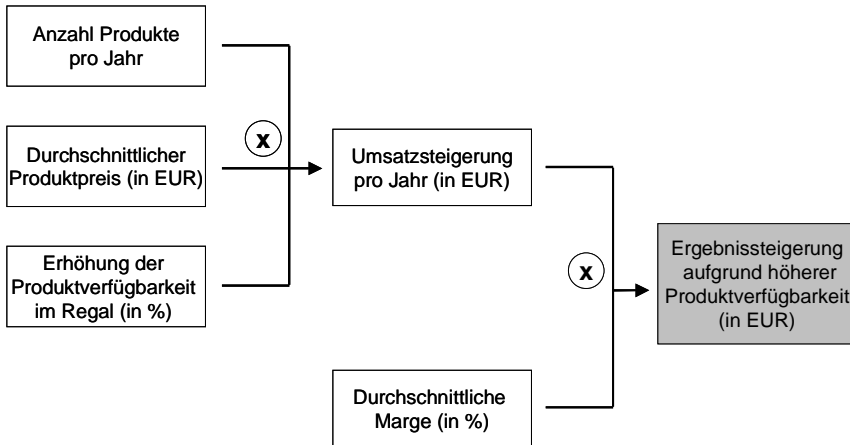 Anzahl Produkte
pro Jahr
x
Durchschnittlicher
Produktpreis (in EUR)
Umsatzsteigerung
pro Jahr (in EUR)
Erhöhung der
Produktverfügbarkeit
im Regal (in %)
x
Ergebnissteigerung
aufgrund höherer
Produktverfügbarkeit
(in EUR)
Durchschnittliche
Marge (in %)